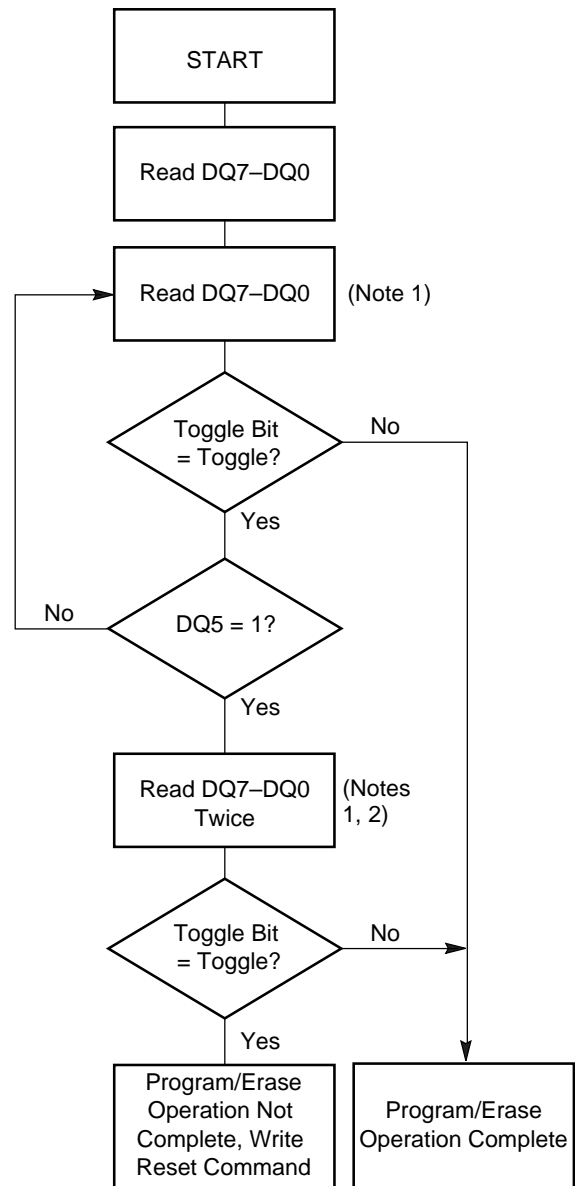 START
Read DQ7–DQ0
Read DQ7–DQ0
(Note 1)
Toggle Bit
= Toggle?
No
Yes
No
DQ5 = 1?
Yes
Read DQ7–DQ0
Twice
(Notes
1, 2)
Toggle Bit
= Toggle?
No
Yes
Program/Erase
Operation Not
Complete, Write
Reset Command
Program/Erase
Operation Complete